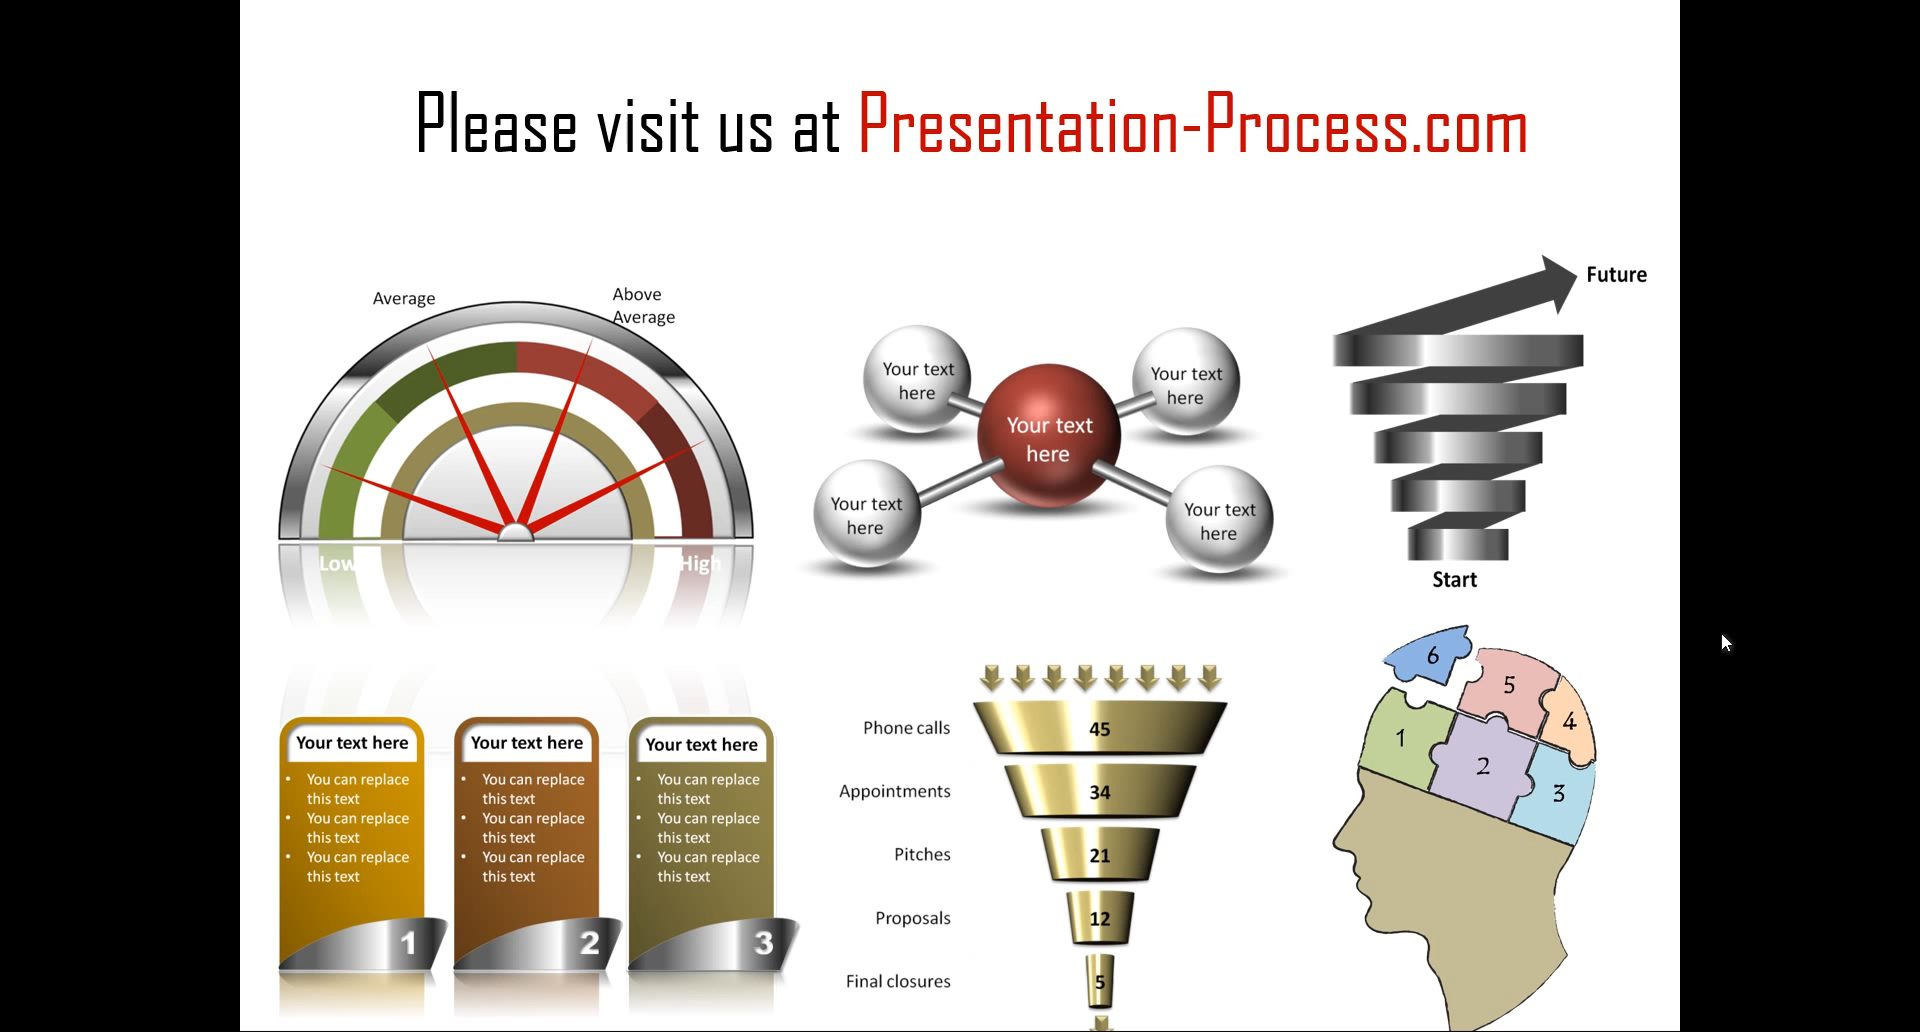 Please visit us at Presentation-Process.com
Average
Above
Average
Low
High
Your text
here
Your text
here
Your text
here
Your text
here
Your text
here
Future
Start
Your text here
• You can replace
this text
• You can replace
this text
• You can replace
this text
1
Your text here
• You can replace
this text
• You can replace
this text
• You can replace
this text
2
Your text here
• You can replace
this text
• You can replace
this text
• You can replace
this text
3
Phone calls 45
Appointments 34
Pitches 21
Proposals 12
Final closures 5
6
5
4
1
2
3